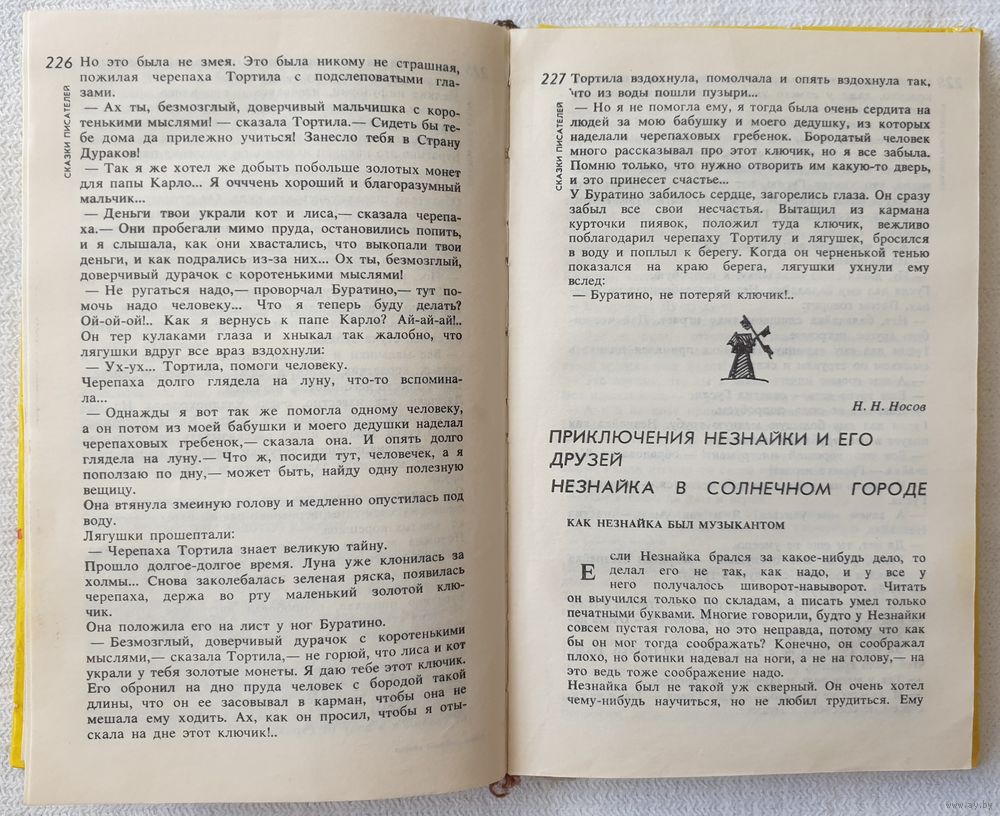 226
СКАЗКИ ПИСАТЕЛЕЙ
Но это была не змея. Это была никому не страшная,
пожилая черепаха Тортила с подслеповатыми гла-
зами.
— Ах ты, безмозглый, доверчивый мальчишка с коро-
тенькими мыслями! — сказала Тортила.— Сидеть бы те-
бе дома да прилежно учиться! Занесло тебя в Страну
Дураков!
— Так я же хотел же добыть побольше золотых монет
для папы Карло... Я очччень хороший и благоразумный
мальчик...
— Деньги твои украли кот и лиса,— сказала черепа-
ха.— Они пробегали мимо пруда, остановились попить,
и я слышала, как они хвастались, что выкопали твои
деньги, и как подрались из-за них... Ох ты, безмозглый,
доверчивый дурачок с коротенькими мыслями!
— Не ругаться надо,— проворчал Буратино,— тут по-
мочь надо человеку... Что я теперь буду делать?
Ой-ой-ой!.. Как я вернусь к папе Карло? Ай-ай-ай!..
Он тер кулаками глаза и хныкал так жалобно, что
лягушки вдруг все враз вздохнули:
— Ух-ух... Тортила, помоги человеку.
Черепаха долго глядела на луну, что-то вспомина-
ла...
— Однажды я вот так же помогла одному человеку,
а он потом из моей бабушки и моего дедушки наделал
черепаховых гребенок,— сказала она. И опять долго
глядела на луну.— Что ж, посиди тут, человечек, а я
поползаю по дну,— может быть, найду одну полезную
вещицу.
Она втянула змеиную голову и медленно опустилась под
воду.
Лягушки прошептали:
— Черепаха Тортила знает великую тайну.
Прошло долгое-долгое время. Луна уже клонилась за
холмы... Снова заколебалась зеленая ряска, появилась
черепаха, держа во рту маленький золотой клю-
чик.
Она положила его на лист у ног Буратино.
— Безмозглый, доверчивый дурачок с коротенькими
мыслями,— сказала Тортила,— не горюй, что лиса и кот
украли у тебя золотые монеты. Я даю тебе этот ключик.
Его обронил на дно пруда человек с бородой такой
длины, что он ее засовывал в карман, чтобы она не
мешала ему ходить. Ах, как он просил, чтобы я оты-
скала на дне этот ключик!..
227
СКАЗКИ ПИСАТЕЛЕЙ
Тортила вздохнула, помолчала и опять вздохнула так,
что из воды пошли пузыри...
— Но я не помогла ему, я тогда была очень сердита на
людей за мою бабушку и моего дедушку, из которых
наделали черепаховых гребенок. Бородатый человек
много рассказывал про этот ключик, но я все забыла.
Помню только, что нужно отворить им какую-то дверь,
и это принесет счастье...
У Буратино забилось сердце, загорелись глаза. Он сразу
забыл все свои несчастья. Вытащил из кармана
курточки пиявок, положил туда ключик, вежливо
поблагодарил черепаху Тортилу и лягушек, бросился
в воду и поплыл к берегу. Когда он черненькой тенью
показался на краю берега, лягушки ухнули ему
вслед:
— Буратино, не потеряй ключик!..
Н. Н. Носов
ПРИКЛЮЧЕНИЯ НЕЗНАЙКИ И ЕГО
ДРУЗЕЙ
НЕЗНАЙКА В СОЛНЕЧНОМ ГОРОДЕ
КАК НЕЗНАЙКА БЫЛ МУЗЫКАНТОМ
Если Незнайка брался за какое-нибудь дело, то
делал его не так, как надо, и у все у
него получалось шиворот-навыворот. Читать
он выучился только по складам, а писать умел только
печатными буквами. Многие говорили, будто у Незнайки
совсем пустая голова, но это неправда, потому что как
бы он мог тогда соображать? Конечно, он соображал
плохо, но ботинки надевал на ноги, а не на голову,— на
это ведь тоже соображение надо.
Незнайка был не такой уж скверный. Он очень хотел
чему-нибудь научиться, но не любил трудиться. Ему
www.ay.by